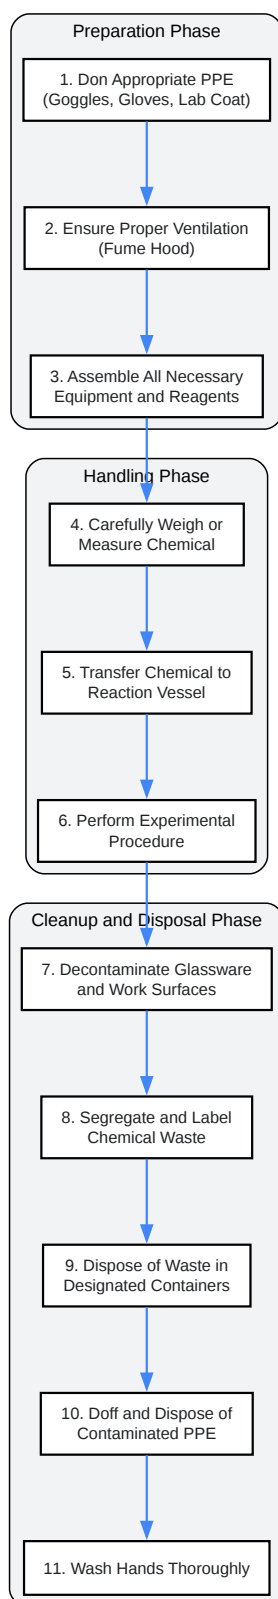 Preparation Phase
1. Don Appropriate PPE
(Goggles, Gloves, Lab Coat)
2. Ensure Proper Ventilation
(Fume Hood)
3. Assemble All Necessary
Equipment and Reagents
Handling Phase
4. Carefully Weigh or
Measure Chemical
5. Transfer Chemical to
Reaction Vessel
6. Perform Experimental
Procedure
Cleanup and Disposal Phase
7. Decontaminate Glassware
and Work Surfaces
8. Segregate and Label
Chemical Waste
9. Dispose of Waste in
Designated Containers
10. Doff and Dispose of
Contaminated PPE
11. Wash Hands Thoroughly